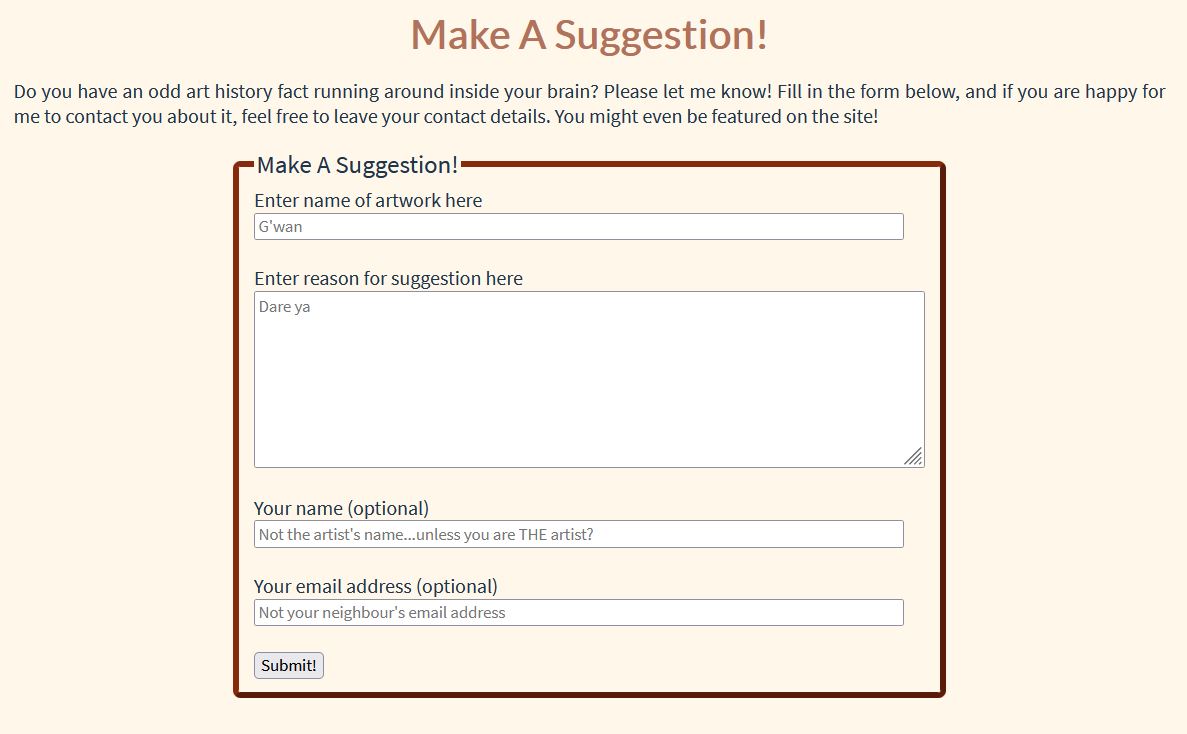 Make A Suggestion!
Do you have an odd art history fact running around inside your brain? Please let me know! Fill in the form below, and if you are happy for
me to contact you about it, feel free to leave your contact details. You might even be featured on the site!
Make A Suggestion!
Enter name of artwork here
G'wan
Enter reason for suggestion here
Dare ya
Your name (optional)
Not the artist's name...unless you are THE artist?
Your email address (optional)
Not your neighbour's email address
Submit!